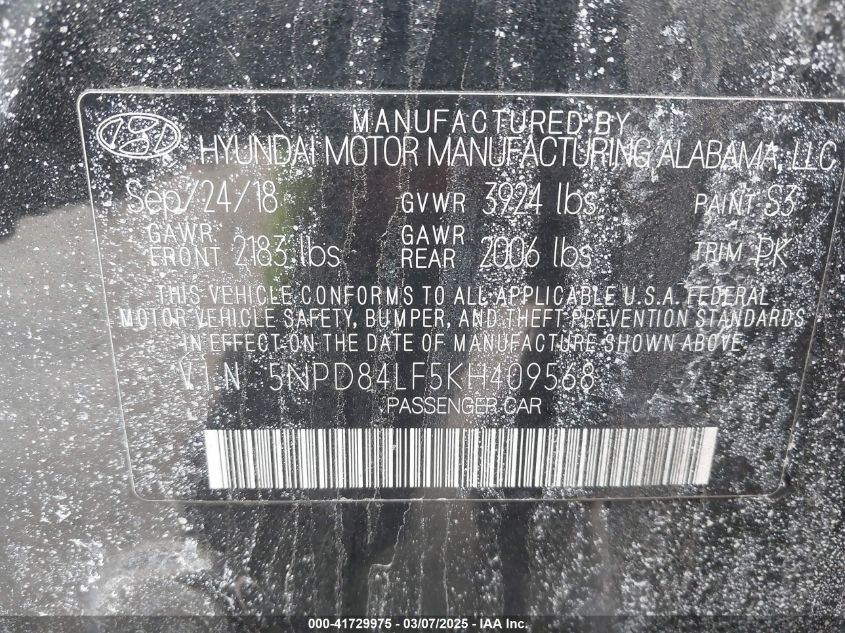 MANUFACTURED BY
HYUNDAI MOTOR MANUFACTURING ALABAMA, LLC
Sep/24/18 GVWR 3924 lbs PAINT S3
GAWR FRONT 2183 lbs GAWR REAR 2006 lbs TRIM PK
THIS VEHICLE CONFORMS TO ALL APPLICABLE U.S.A. FEDERAL
MOTOR VEHICLE SAFETY, BUMPER, AND THEFT PREVENTION STANDARDS
IN EFFECT ON THE DATE OF MANUFACTURE SHOWN ABOVE
VIN 5NPD84LF5KH409568
PASSENGER CAR
000-41729975 - 03/07/2025 - IAA Inc.